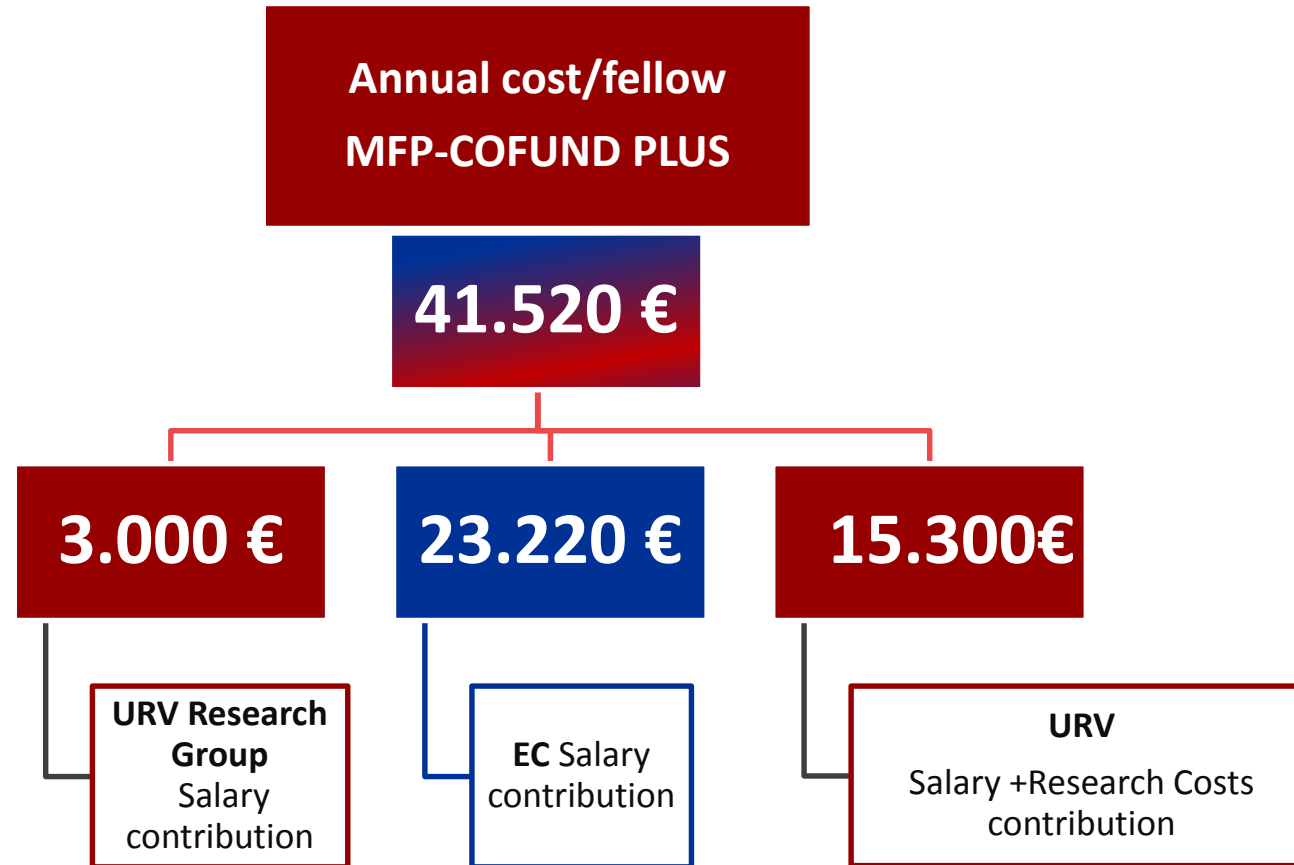 Annual cost/fellow
MFP-COFUND PLUS
41.520 €
3.000 €
23.220 €
15.300€
URV Research
Group
Salary
contribution
EC Salary
contribution
URV
Salary +Research Costs
contribution